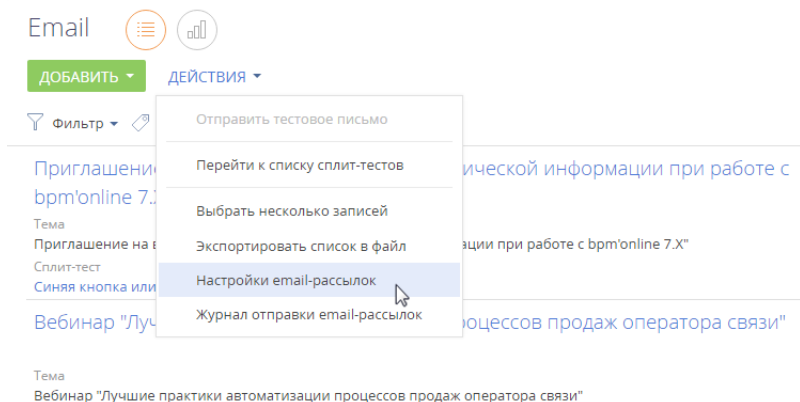 Email
ДОБАВИТЬ ДЕЙСТВИЯ
Фильтр
Отправить тестовое письмо
Перейти к списку сплит-тестов
Выбрать несколько записей
Экспортировать список в файл
Настройки email-рассылок
Журнал отправки email-рассылок
Приглашение ической информации при работе с
bpm'online 7.
Тема
Приглашение на ации при работе с bpm'online 7.X"
Сплит-тест
Синяя кнопка или
Вебинар "Луч роцессов продаж оператора связи"
Тема
Вебинар "Лучшие практики автоматизации процессов продаж оператора связи"